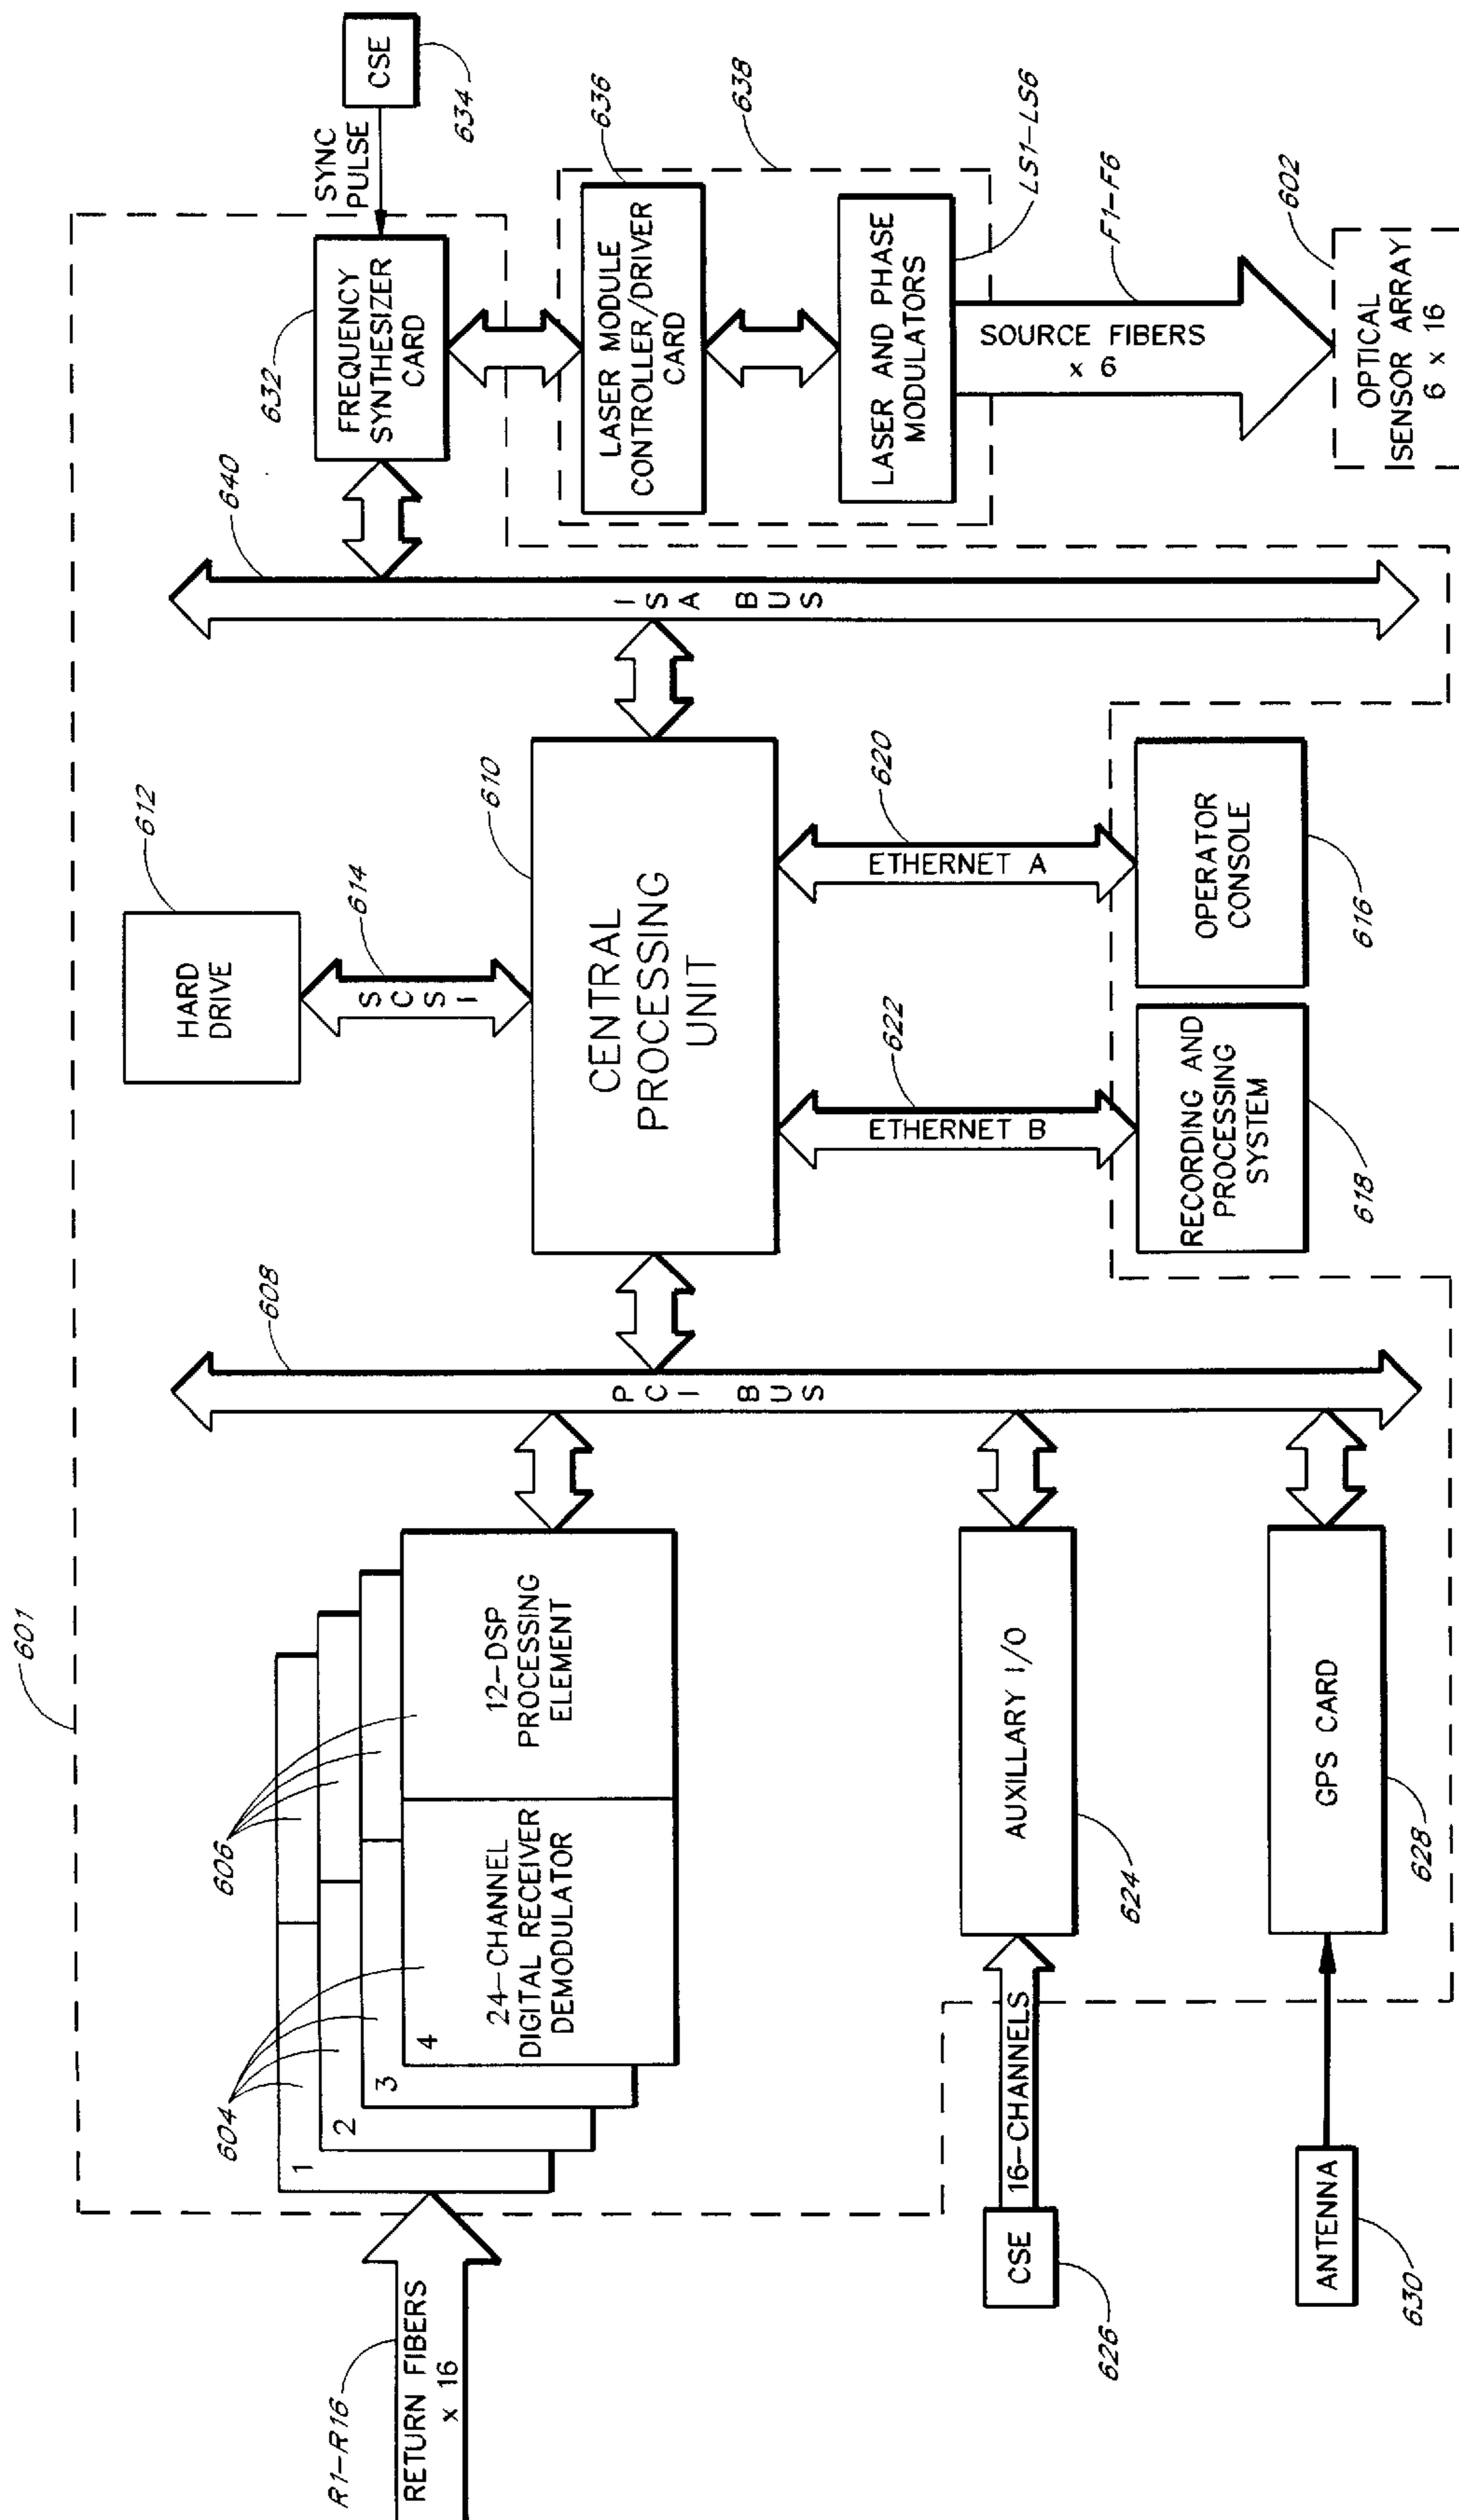 601
R1-R16
RETURN FIBERS
x 16
604
606
1
2
3
4
24-CHANNEL
DIGITAL RECEIVER
DEMODULATOR
12-DSP
PROCESSING
ELEMENT
CSE
626
16-CHANNELS
AUXILLARY I/O
624
ANTENNA
630
GPS CARD
628
608
PCI BUS
HARD
DRIVE
612
SCSI
614
CENTRAL
PROCESSING
UNIT
610
ETHERNET B
622
ETHERNET A
620
RECORDING AND
PROCESSING
SYSTEM
618
OPERATOR
CONSOLE
616
640
ISA BUS
632
FREQUENCY
SYNTHESIZER
CARD
SYNC
PULSE
CSE
634
636
LASER MODULE
CONTROLLER/DRIVER
CARD
638
LASER AND PHASE
MODULATORS
LS1-LS6
SOURCE FIBERS
x 6
F1-F6
602
OPTICAL
SENSOR ARRAY
6 x 16